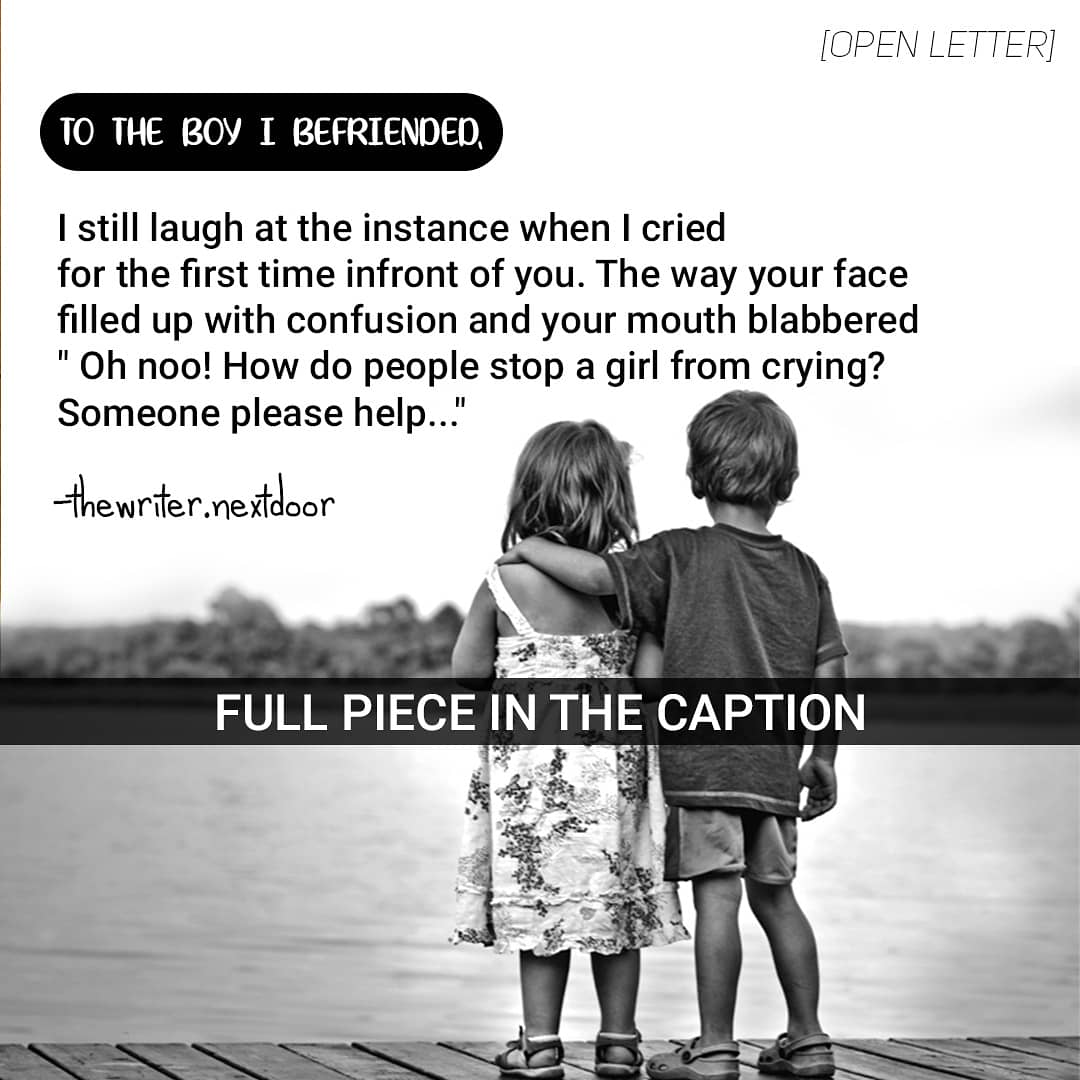 [OPEN LETTER]
TO THE BOY I BEFRIENDED,
I still laugh at the instance when I cried
for the first time infront of you. The way your face
filled up with confusion and your mouth blabbered
" Oh noo! How do people stop a girl from crying?
Someone please help..."
-thewriter.nextdoor
FULL PIECE IN THE CAPTION